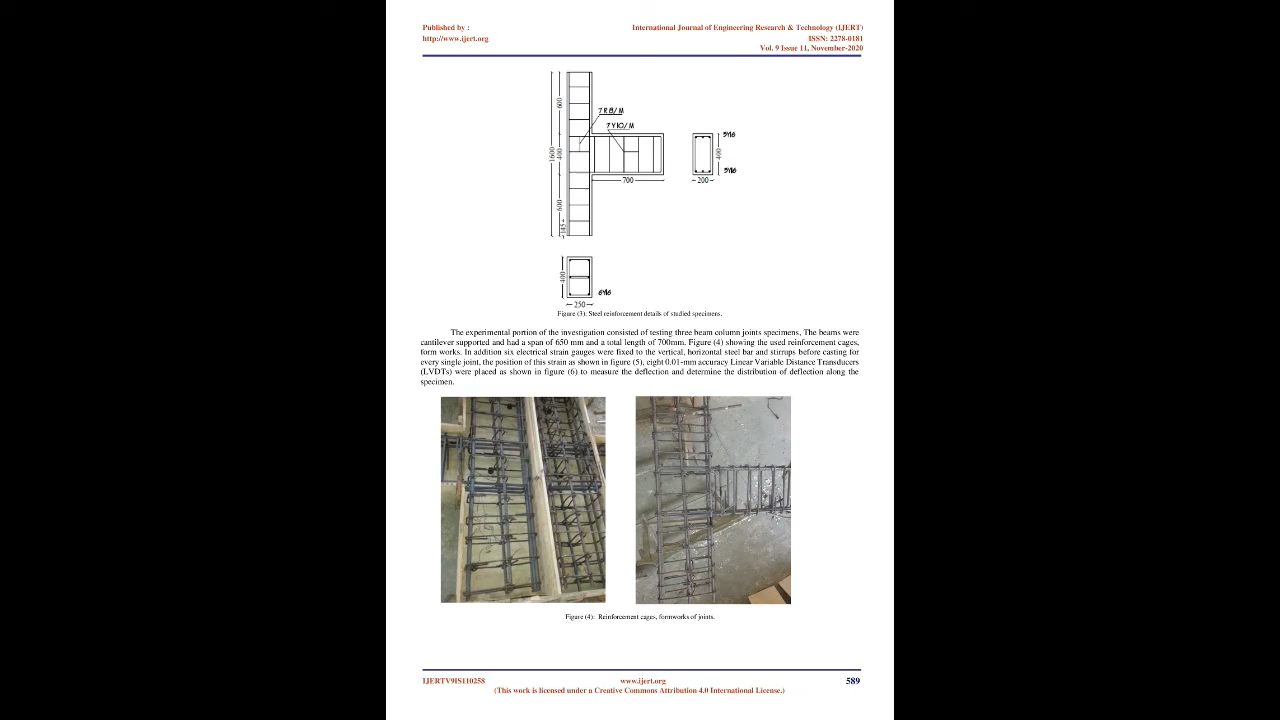 Published by :
International Journal of Engineering Research & Technology (IJERT)
http://www.ijert.org
ISSN: 2278-0181
Vol. 9 Issue 11, November-2020
600
7 R 8/ M
7 Y 10/ M
1600
400
700
600
145
400
200
5Y16
5Y16
400
6Y16
250
Figure (3): Steel reinforcement details of studied specimens.
The experimental portion of the investigation consisted of testing three beam column joints specimens, The beams were
cantilever supported and had a span of 650 mm and a total length of 700mm. Figure (4) showing the used reinforcement cages,
form works. In addition six electrical strain gauges were fixed to the vertical, horizontal steel bar and stirrups before casting for
every single joint, the position of this strain as shown in figure (5), eight 0.01-mm accuracy Linear Variable Distance Transducers
(LVDTs) were placed as shown in figure (6) to measure the deflection and determine the distribution of deflection along the
specimen.
Figure (4): Reinforcement cages, formworks of joints.
IJERTV9IS110258
www.ijert.org
589
(This work is licensed under a Creative Commons Attribution 4.0 International License.)